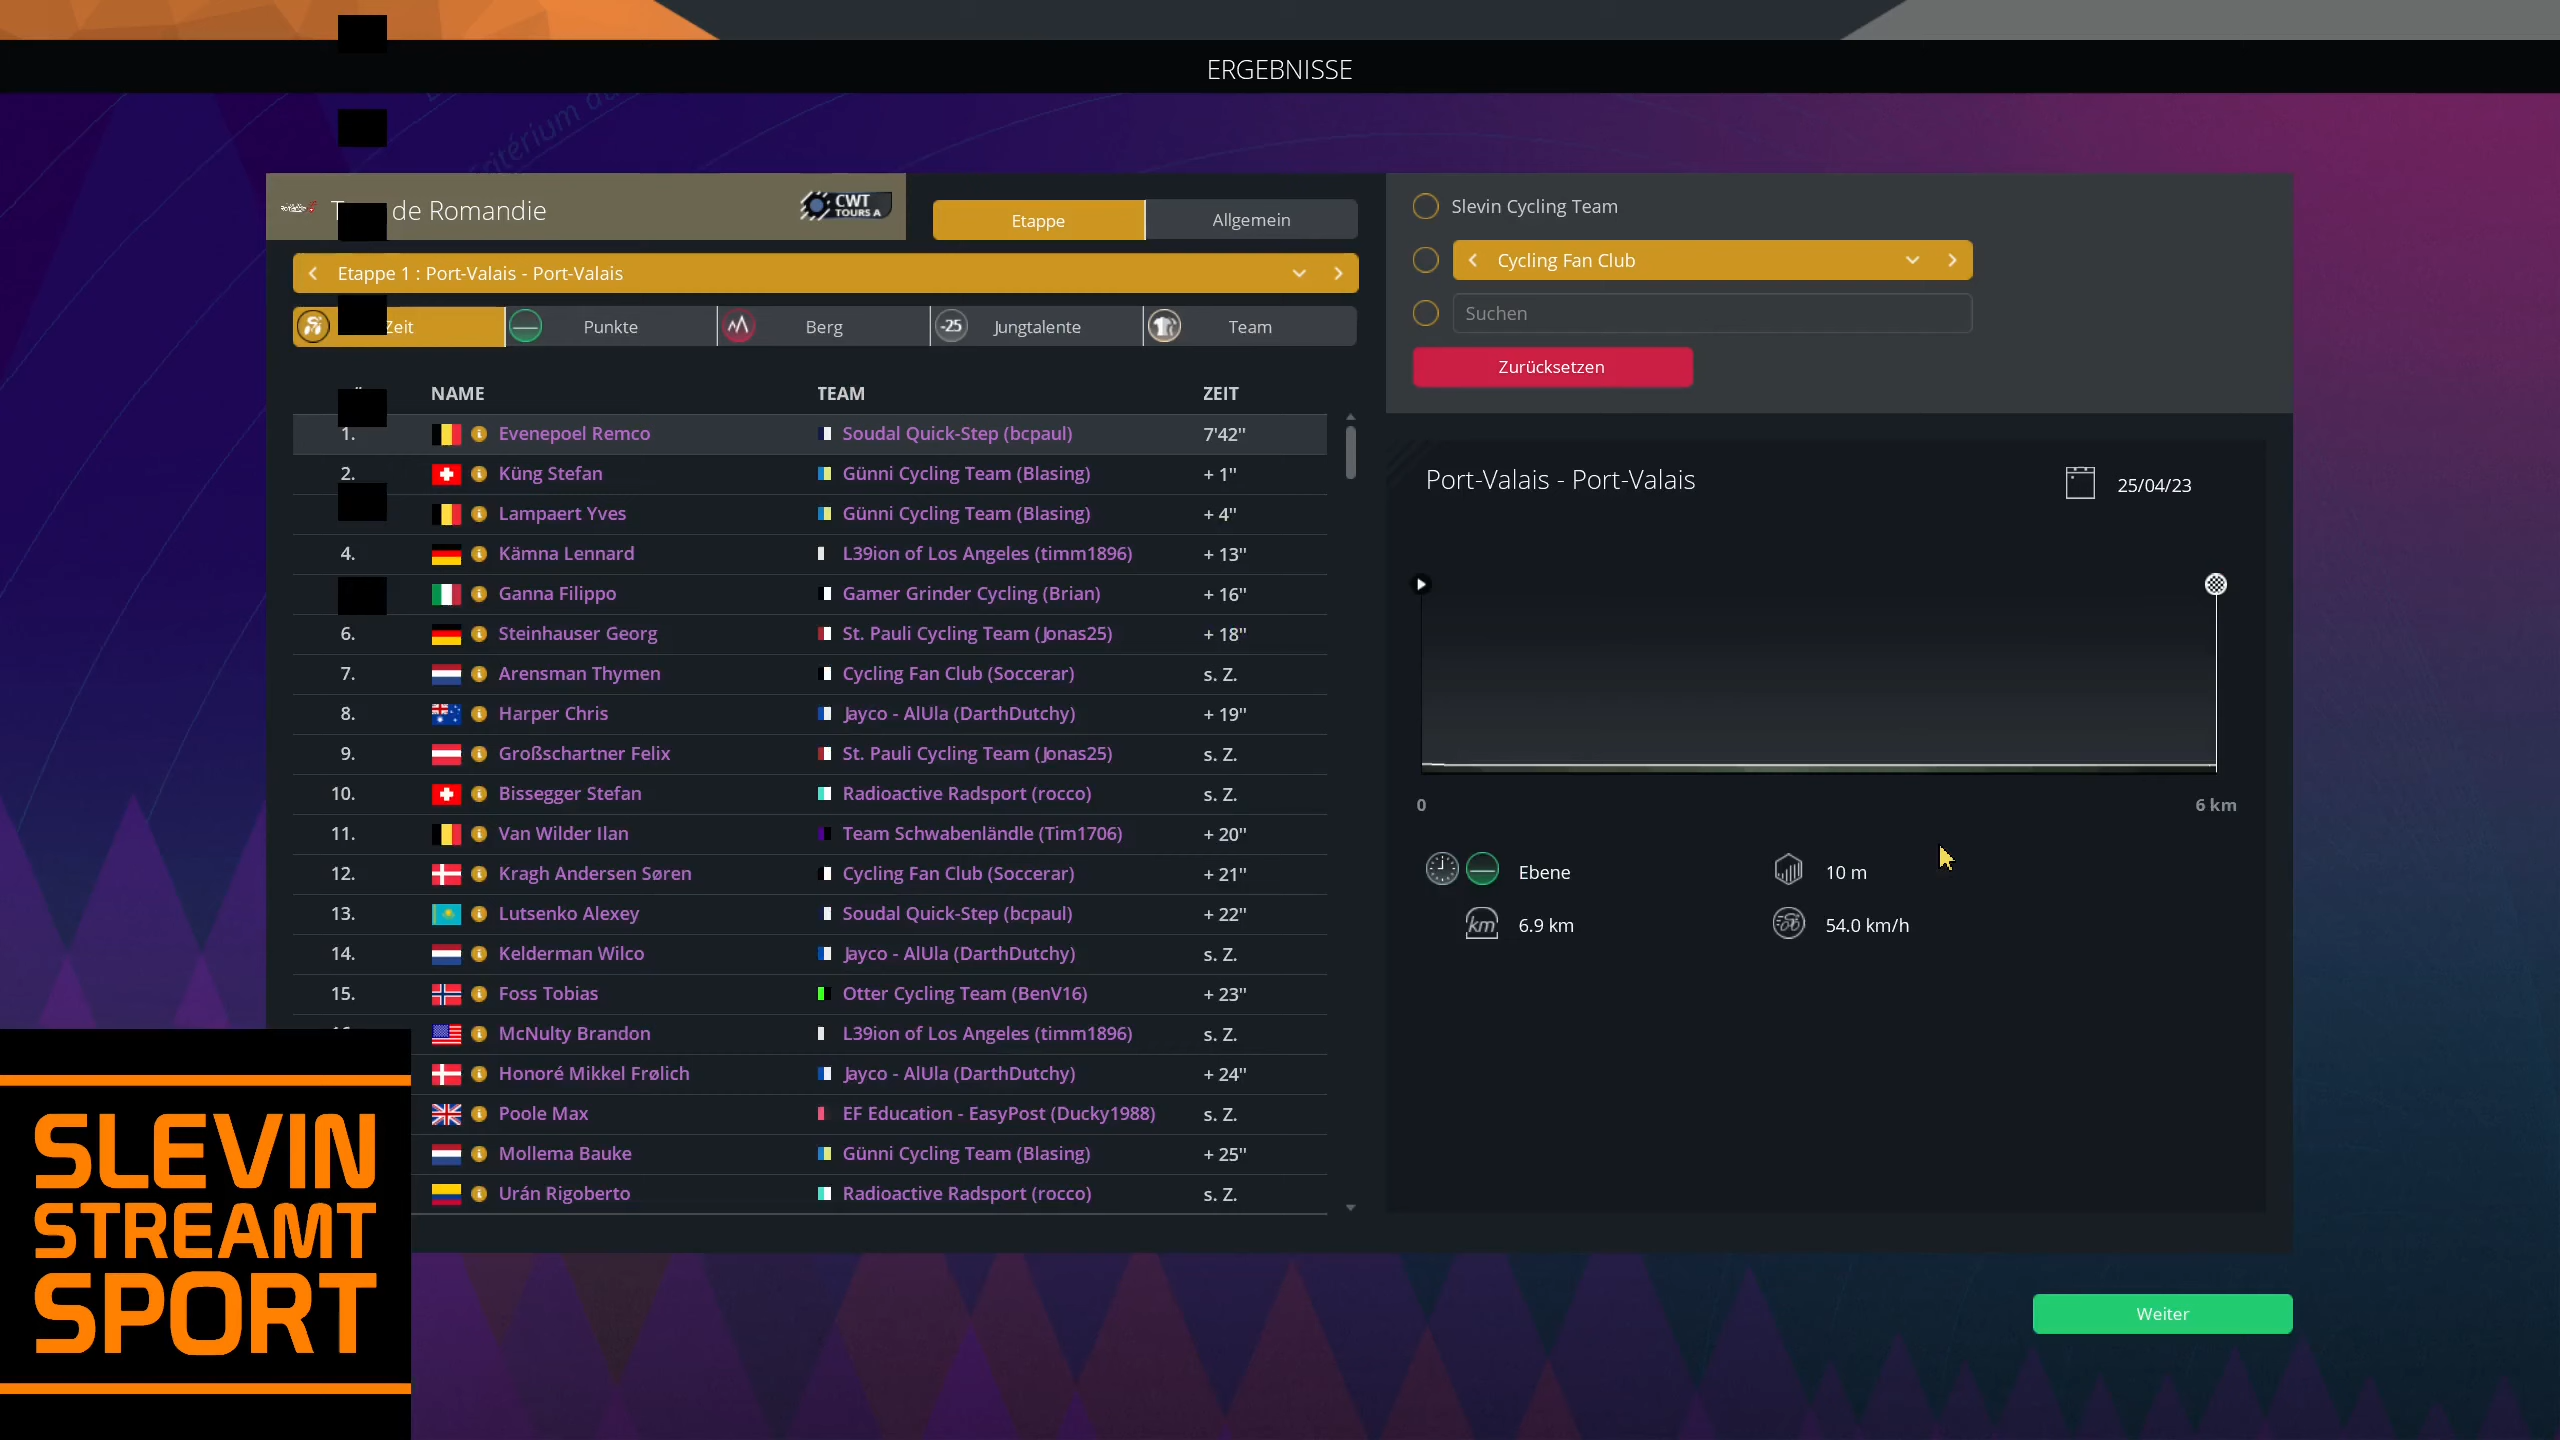 ERGEBNISSE
de Romandie
CWT
TOURS A
Etappe
Allgemein
Etappe 1 : Port-Valais - Port-Valais
Zeit
Punkte
Berg
-25
Jungtalente
Team
NAME TEAM ZEIT
1. Evenepoel Remco Soudal Quick-Step (bcpaul) 7'42''
2. Küng Stefan Günni Cycling Team (Blasing) + 1''
Lampaert Yves Günni Cycling Team (Blasing) + 4''
4. Kämna Lennard L39ion of Los Angeles (timm1896) + 13''
Ganna Filippo Gamer Grinder Cycling (Brian) + 16''
6. Steinhauser Georg St. Pauli Cycling Team (Jonas25) + 18''
7. Arensman Thymen Cycling Fan Club (Soccerar) s. Z.
8. Harper Chris Jayco - AlUla (DarthDutchy) + 19''
9. Großschartner Felix St. Pauli Cycling Team (Jonas25) s. Z.
10. Bissegger Stefan Radioactive Radsport (rocco) s. Z.
11. Van Wilder Ilan Team Schwabenländle (Tim1706) + 20''
12. Kragh Andersen Søren Cycling Fan Club (Soccerar) + 21''
13. Lutsenko Alexey Soudal Quick-Step (bcpaul) + 22''
14. Kelderman Wilco Jayco - AlUla (DarthDutchy) s. Z.
15. Foss Tobias Otter Cycling Team (BenV16) + 23''
McNulty Brandon L39ion of Los Angeles (timm1896) s. Z.
Honoré Mikkel Frølich Jayco - AlUla (DarthDutchy) + 24''
Poole Max EF Education - EasyPost (Ducky1988) s. Z.
Mollema Bauke Günni Cycling Team (Blasing) + 25''
Urán Rigoberto Radioactive Radsport (rocco) s. Z.
Slevin Cycling Team
Cycling Fan Club
Suchen
Zurücksetzen
Port-Valais - Port-Valais
25/04/23
0
6 km
Ebene
10 m
km
6.9 km
54.0 km/h
Weiter
SLEVIN
STREAMT
SPORT